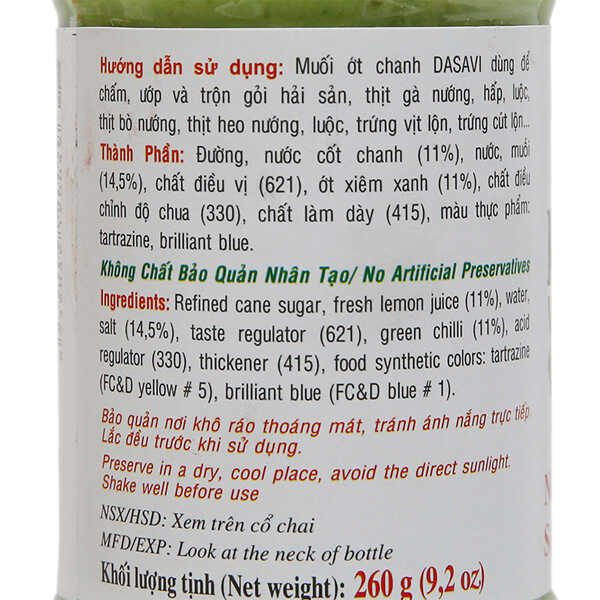 Hướng dẫn sử dụng: Muối ớt chanh DASAVI dùng để
chấm, ướp và trộn gỏi hải sản, thịt gà nướng, hấp, luộc,
thịt bò nướng, thịt heo nướng, luộc, trứng vịt lộn, trứng cút lộn...
Thành Phần: Đường, nước cốt chanh (11%), nước, muối
(14,5%), chất điều vị (621), ớt xiêm xanh (11%), chất điều
chỉnh độ chua (330), chất làm dày (415), màu thực phẩm:
tartrazine, brilliant blue.
Không Chất Bảo Quản Nhân Tạo/ No Artificial Preservatives
Ingredients: Refined cane sugar, fresh lemon juice (11%), water,
salt (14,5%), taste regulator (621), green chilli (11%), acid
regulator (330), thickener (415), food synthetic colors: tartrazine
(FC&D yellow # 5), brilliant blue (FC&D blue # 1).
Bảo quản nơi khô ráo thoáng mát, tránh ánh nắng trực tiếp
Lắc đều trước khi sử dụng.
Preserve in a dry, cool place, avoid the direct sunlight.
Shake well before use
NSX/HSD: Xem trên cổ chai
MFD/EXP: Look at the neck of bottle
Khối lượng tịnh (Net weight): 260 g (9,2 oz)